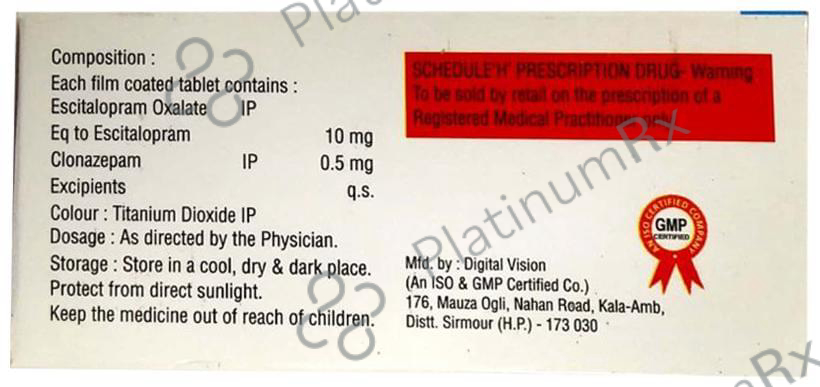 Composition :
Each film coated tablet contains :
Escitalopram Oxalate IP
Eq to Escitalopram 10 mg
Clonazepam IP 0.5 mg
Excipients q.s.
Colour : Titanium Dioxide IP
Dosage : As directed by the Physician.
Storage : Store in a cool, dry & dark place.
Protect from direct sunlight.
Keep the medicine out of reach of children.
SCHEDULE'H' PRESCRIPTION DRUG- Warning
To be sold by retail on the prescription of a
Registered Medical Practitioner only
AN ISO CERTIFIED COMPANY
GMP
CERTIFIED
Mfd. by : Digital Vision
(An ISO & GMP Certified Co.)
176, Mauza Ogli, Nahan Road, Kala-Amb,
Distt. Sirmour (H.P.) - 173 030
PlatinumRx